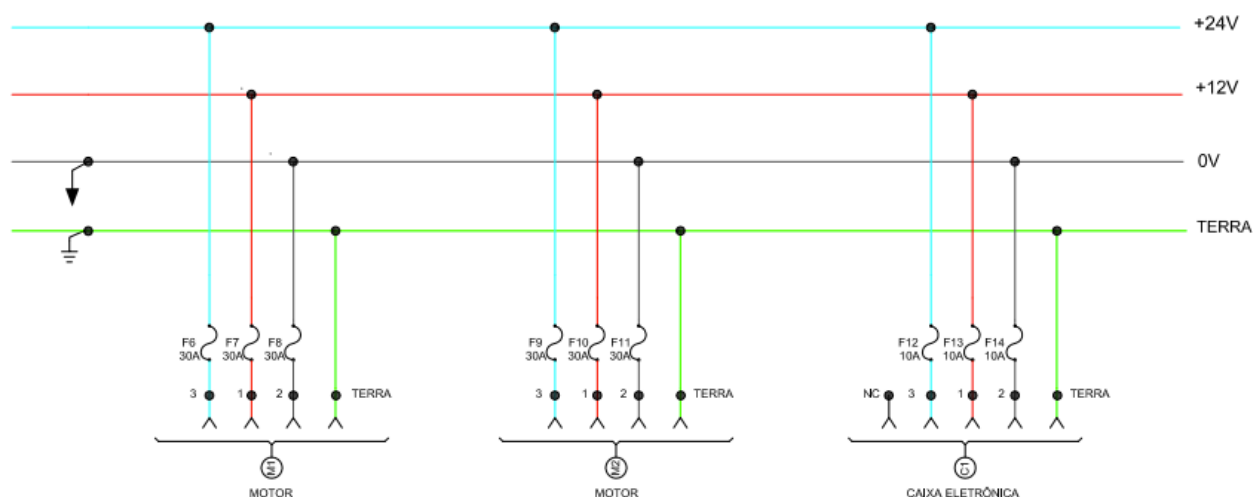 +24V
+12V
0V
TERRA
F6 30A F7 30A F8 30A
F9 30A F10 30A F11 30A
F12 10A F13 10A F14 10A
3 1 2 TERRA
3 1 2 TERRA
NC 3 1 2 TERRA
M1
M2
C1
MOTOR
MOTOR
CAIXA ELETRÔNICA